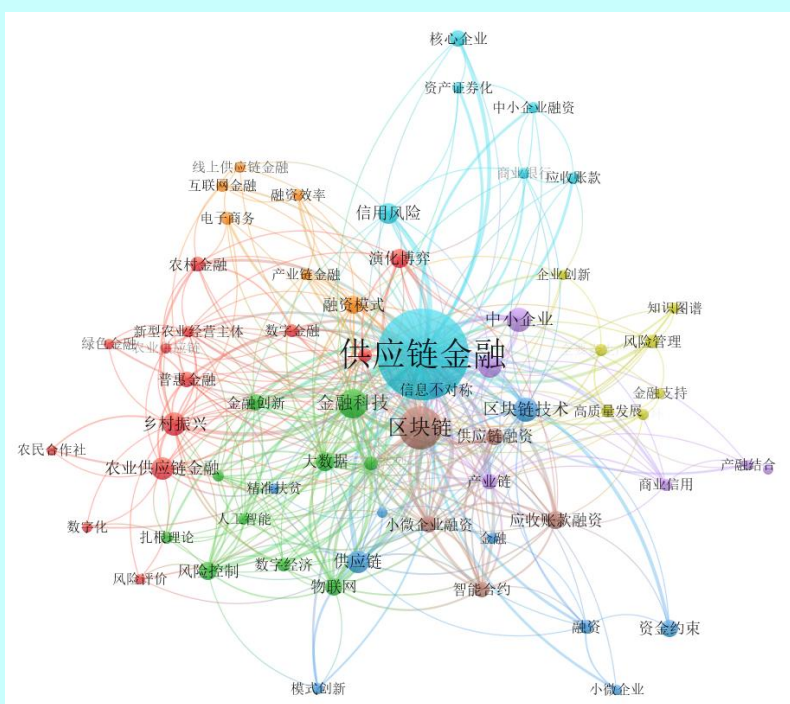 核心企业
资产证券化
中小企业融资
线上供应链金融
商业银行
应收账款
互联网金融
融资效率
电子商务
信用风险
农村金融
演化博弈
产业链金融
企业创新
融资模式
知识图谱
中小企业
新型农业经营主体
数字金融
绿色金融
农业供应链
供应链金融
风险管理
普惠金融
信息不对称
金融支持
金融创新
金融科技
区块链技术
高质量发展
乡村振兴
区块链
供应链融资
农民合作社
农业供应链金融
大数据
产融结合
精准扶贫
产业链
商业信用
数字化
人工智能
小微企业融资
应收账款融资
扎根理论
金融
风险评价
风险控制
数字经济
供应链
物联网
智能合约
融资
资金约束
模式创新
小微企业